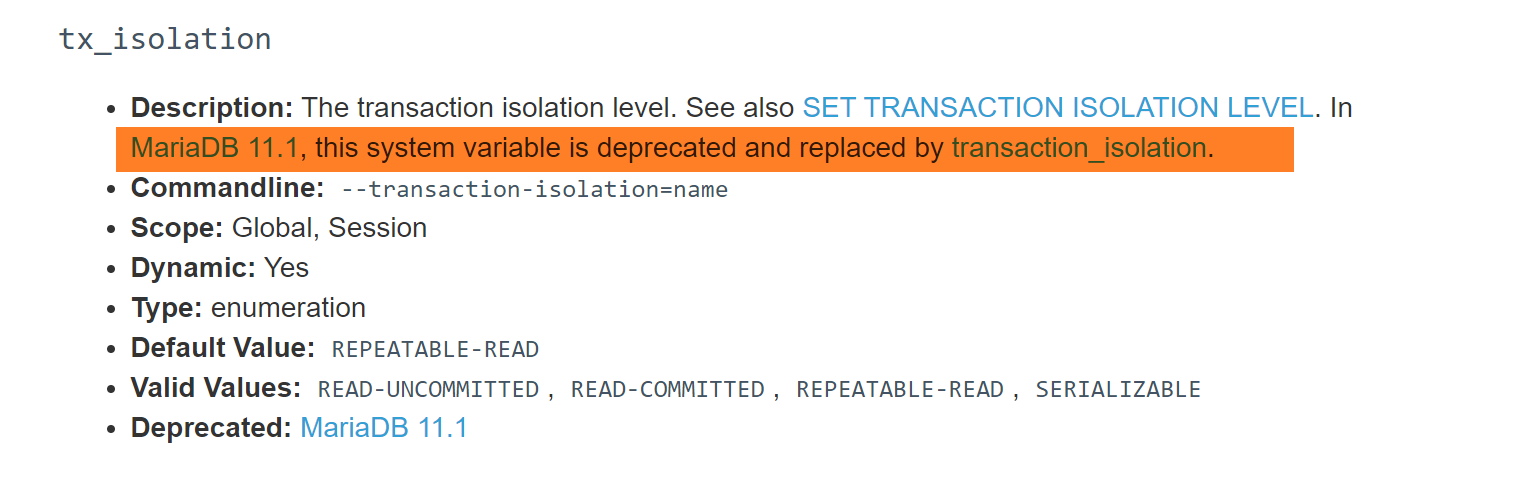 tx_isolation
Description: The transaction isolation level. See also SET TRANSACTION ISOLATION LEVEL. In
MariaDB 11.1, this system variable is deprecated and replaced by transaction_isolation.
Commandline: --transaction-isolation=name
Scope: Global, Session
Dynamic: Yes
Type: enumeration
Default Value: REPEATABLE-READ
Valid Values: READ-UNCOMMITTED , READ-COMMITTED , REPEATABLE-READ , SERIALIZABLE
Deprecated: MariaDB 11.1